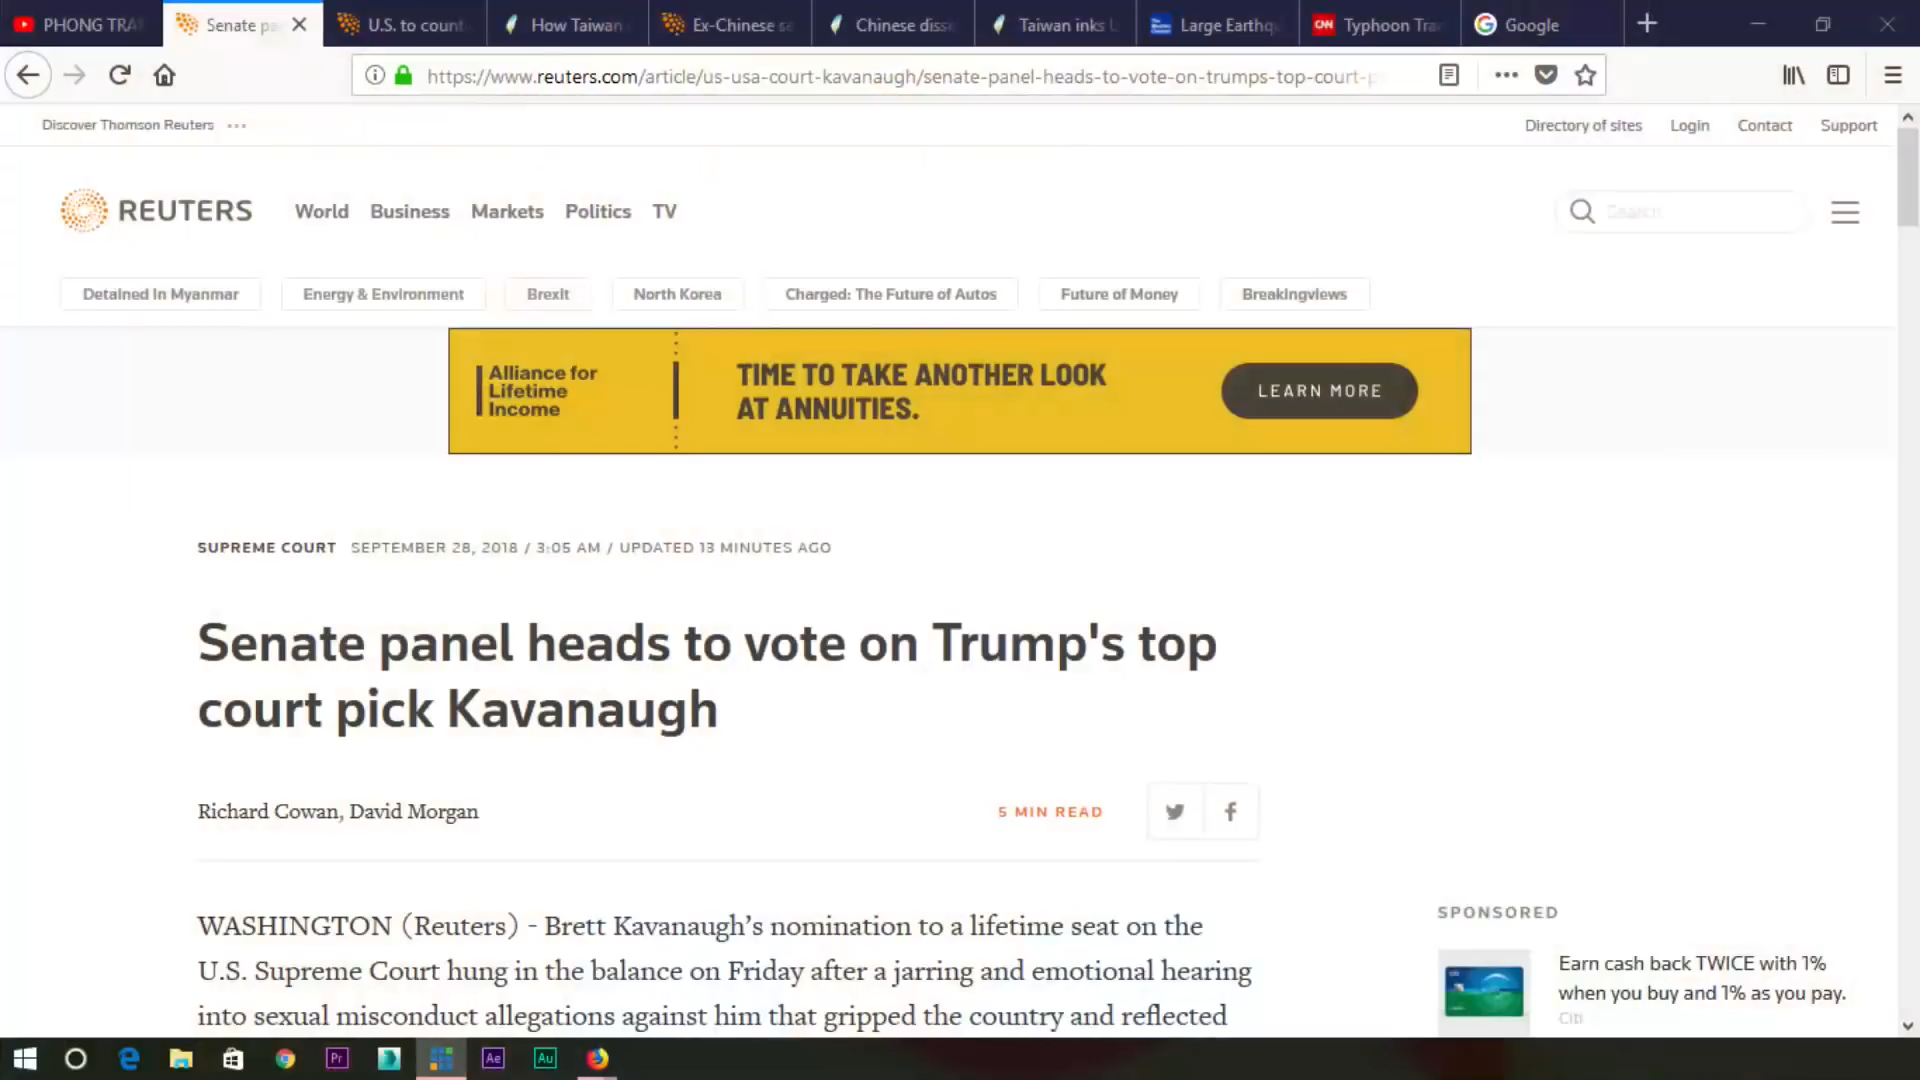 PHONG TRA
Senate pa
U.S. to count
How Taiwan
Ex-Chinese se
Chinese diss
Taiwan inks
Large Earthq
CNN
Typhoon Tra
Google
https://www.reuters.com/article/us-usa-court-kavanaugh/senate-panel-heads-to-vote-on-trumps-top-court-p
Discover Thomson Reuters
Directory of sites
Login
Contact
Support
REUTERS
World
Business
Markets
Politics
TV
Search
Detained in Myanmar
Energy & Environment
Brexit
North Korea
Charged: The Future of Autos
Future of Money
Breakingviews
Alliance for
Lifetime
Income
TIME TO TAKE ANOTHER LOOK
AT ANNUITIES.
LEARN MORE
SUPREME COURT SEPTEMBER 28, 2018 / 3:05 AM / UPDATED 13 MINUTES AGO
Senate panel heads to vote on Trump's top
court pick Kavanaugh
Richard Cowan, David Morgan
5 MIN READ
WASHINGTON (Reuters) - Brett Kavanaugh’s nomination to a lifetime seat on the
U.S. Supreme Court hung in the balance on Friday after a jarring and emotional hearing
into sexual misconduct allegations against him that gripped the country and reflected
SPONSORED
Earn cash back TWICE with 1%
when you buy and 1% as you pay.
Citi
Pr
Ae
Au